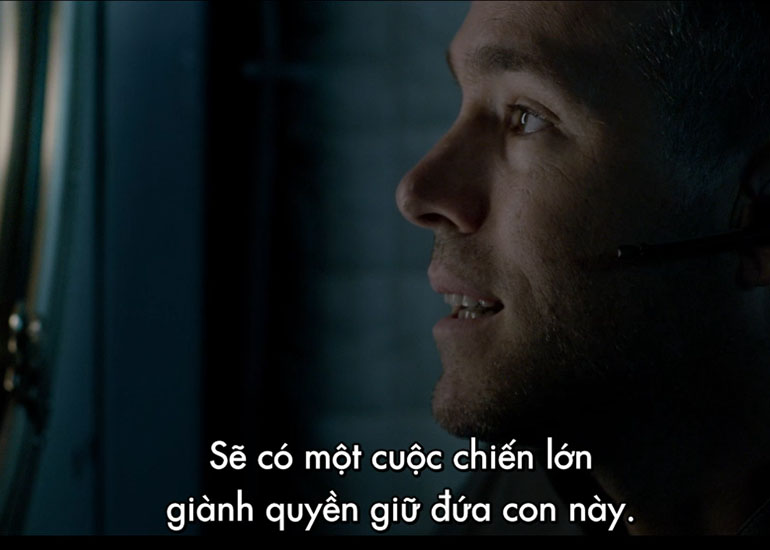 Sẽ có một cuộc chiến lớn
giành quyền giữ đứa con này.